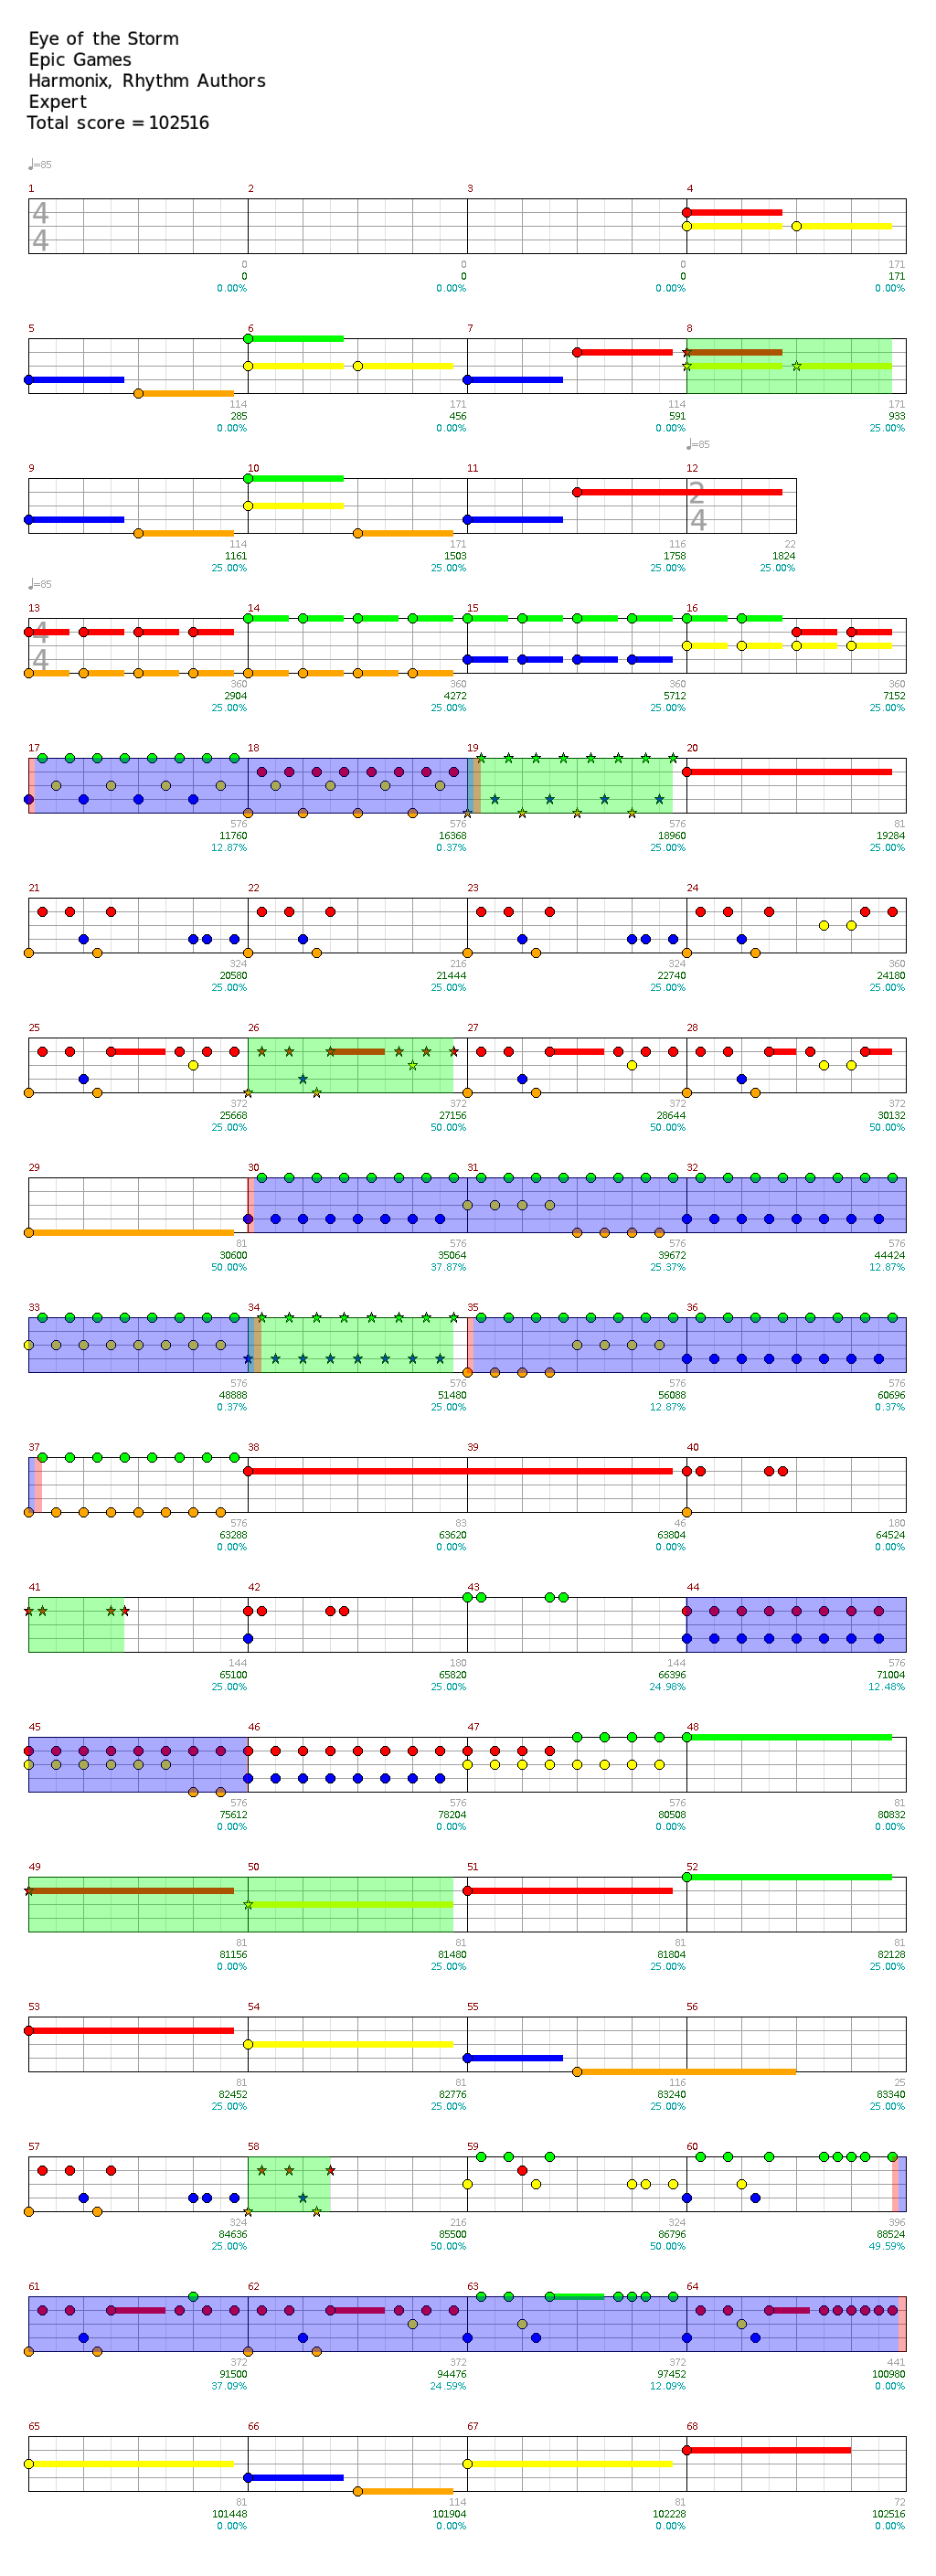 Eye of the Storm
Epic Games
Harmonix, Rhythm Authors
Expert
Total score = 102516
♩=85
1 2 3 4
4
4
0 0 0 171
0 0 0 171
0.00% 0.00% 0.00% 0.00%
5 6 7 8
114 171 114 171
285 456 591 933
0.00% 0.00% 0.00% 25.00%
♩=85
9 10 11 12
2
4
114 171 116 22
1161 1503 1758 1824
25.00% 25.00% 25.00% 25.00%
♩=85
13 14 15 16
4
4
360 360 360 360
2904 4272 5712 7152
25.00% 25.00% 25.00% 25.00%
17 18 19 20
576 576 576 81
11760 16368 18960 19284
12.87% 0.37% 25.00% 25.00%
21 22 23 24
324 216 324 360
20580 21444 22740 24180
25.00% 25.00% 25.00% 25.00%
25 26 27 28
372 372 372 372
25668 27156 28644 30132
25.00% 50.00% 50.00% 50.00%
29 30 31 32
81 576 576 576
30600 35064 39672 44424
50.00% 37.87% 25.37% 12.87%
33 34 35 36
576 576 576 576
48888 51480 56088 60696
0.37% 25.00% 12.87% 0.37%
37 38 39 40
576 83 46 180
63288 63620 63804 64524
0.00% 0.00% 0.00% 0.00%
41 42 43 44
144 180 144 576
65100 65820 66396 71004
25.00% 25.00% 24.98% 12.48%
45 46 47 48
576 576 576 81
75612 78204 80508 80832
0.00% 0.00% 0.00% 0.00%
49 50 51 52
81 81 81 81
81156 81480 81804 82128
0.00% 25.00% 25.00% 25.00%
53 54 55 56
81 81 116 25
82452 82776 83240 83340
25.00% 25.00% 25.00% 25.00%
57 58 59 60
324 216 324 396
84636 85500 86796 88524
25.00% 50.00% 50.00% 49.59%
61 62 63 64
372 372 372 441
91500 94476 97452 100980
37.09% 24.59% 12.09% 0.00%
65 66 67 68
81 114 81 72
101448 101904 102228 102516
0.00% 0.00% 0.00% 0.00%